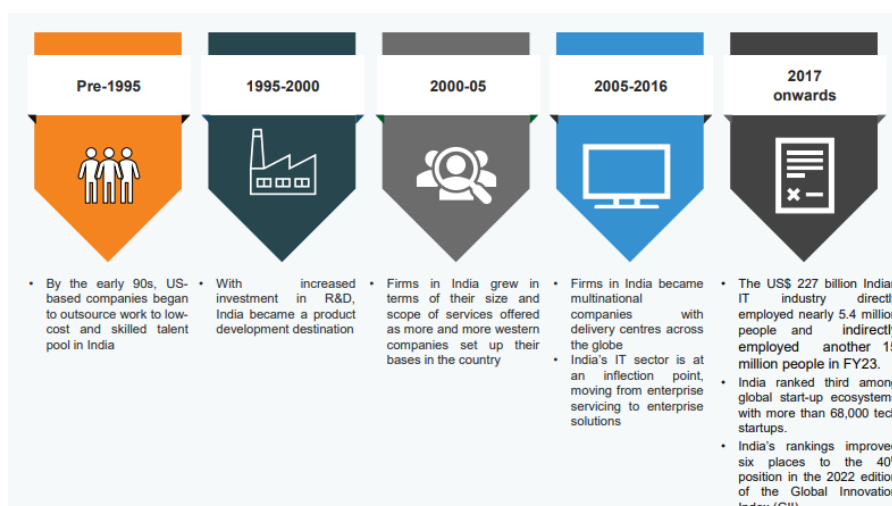 Pre-1995
By the early 90s, US-
based companies began
to outsource work to low-
cost and skilled talent
pool in India
1995-2000
With increased
investment in R&D,
India became a product
development destination
2000-05
Firms in India grew in
terms of their size and
scope of services offered
as more and more western
companies set up their
bases in the country
2005-2016
Firms in India became
multinational
companies with
delivery centres across
the globe
India's IT sector is at
an inflection point,
moving from enterprise
servicing to enterprise
solutions
2017
onwards
The US$ 227 billion Indian
IT industry directly
employed nearly 5.4 million
people and indirectly
employed another 15
million people in FY23.
India ranked third among
global start-up ecosystem
with more than 68,000 tech
startups.
India's rankings improved
six places to the 40th
position in the 2022 edition
of the Global Innovation
Index (GII)